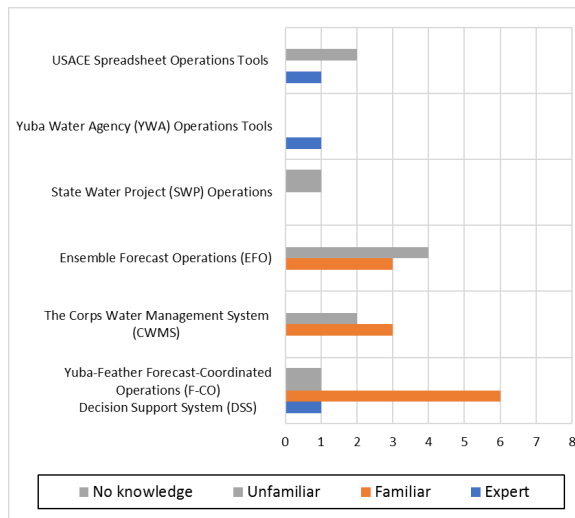 USACE Spreadsheet Operations Tools
Yuba Water Agency (YWA) Operations Tools
State Water Project (SWP) Operations
Ensemble Forecast Operations (EFO)
The Corps Water Management System
(CWMS)
Yuba-Feather Forecast-Coordinated
Operations (F-CO)
Decision Support System (DSS)
0 1 2 3 4 5 6 7 8
No knowledge Unfamiliar Familiar Expert